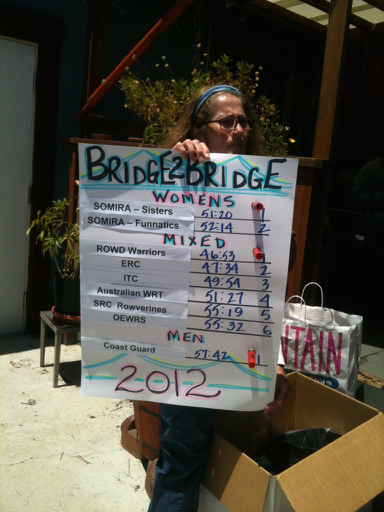 BRIDGE2BRIDGE
WOMENS
SOMIRA – Sisters 51:20 1
SOMIRA – Funnatics 52:14 2
MIXED
ROWD Warriors 46:53
ERC 47:34 2
ITC 49:54 3
Australian WRT 51:27 4
SRC Rowverines 55:19 5
OEWRS 55:32 6
MEN
Coast Guard 57:42 1
2012
TAIN